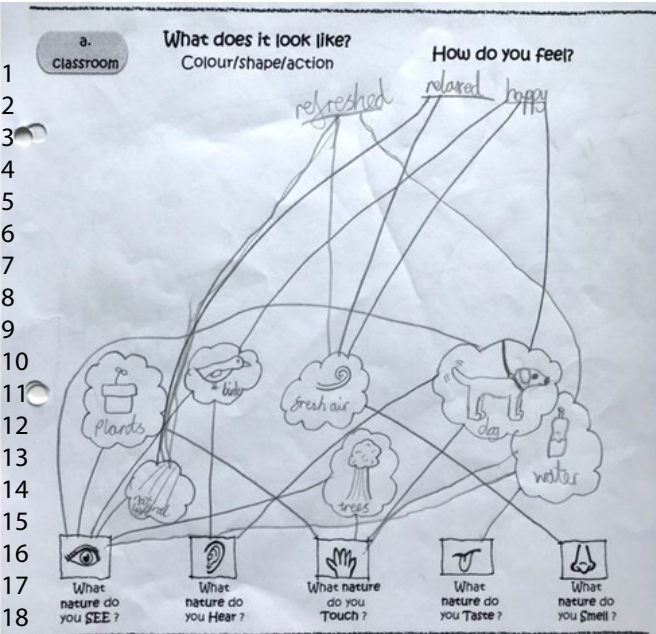 a.
classroom
What does it look like?
Colour/shape/action
How do you feel?
1
2
3
4
5
6
7
8
9
10
11
12
13
14
15
16
17
18
refreshed
relaxed
happy
Plants
birds
fresh air
dog
trees
water
What
nature do
you SEE ?
What
nature do
you Hear ?
What nature
do you
Touch ?
What
nature do
you Taste ?
What
nature do
you Smell ?